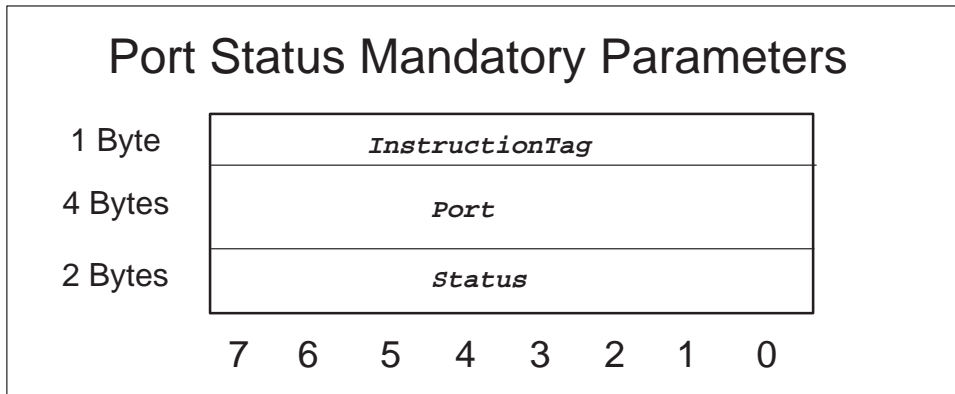 Port Status Mandatory Parameters
1 Byte InstructionTag
4 Bytes Port
2 Bytes Status
7 6 5 4 3 2 1 0